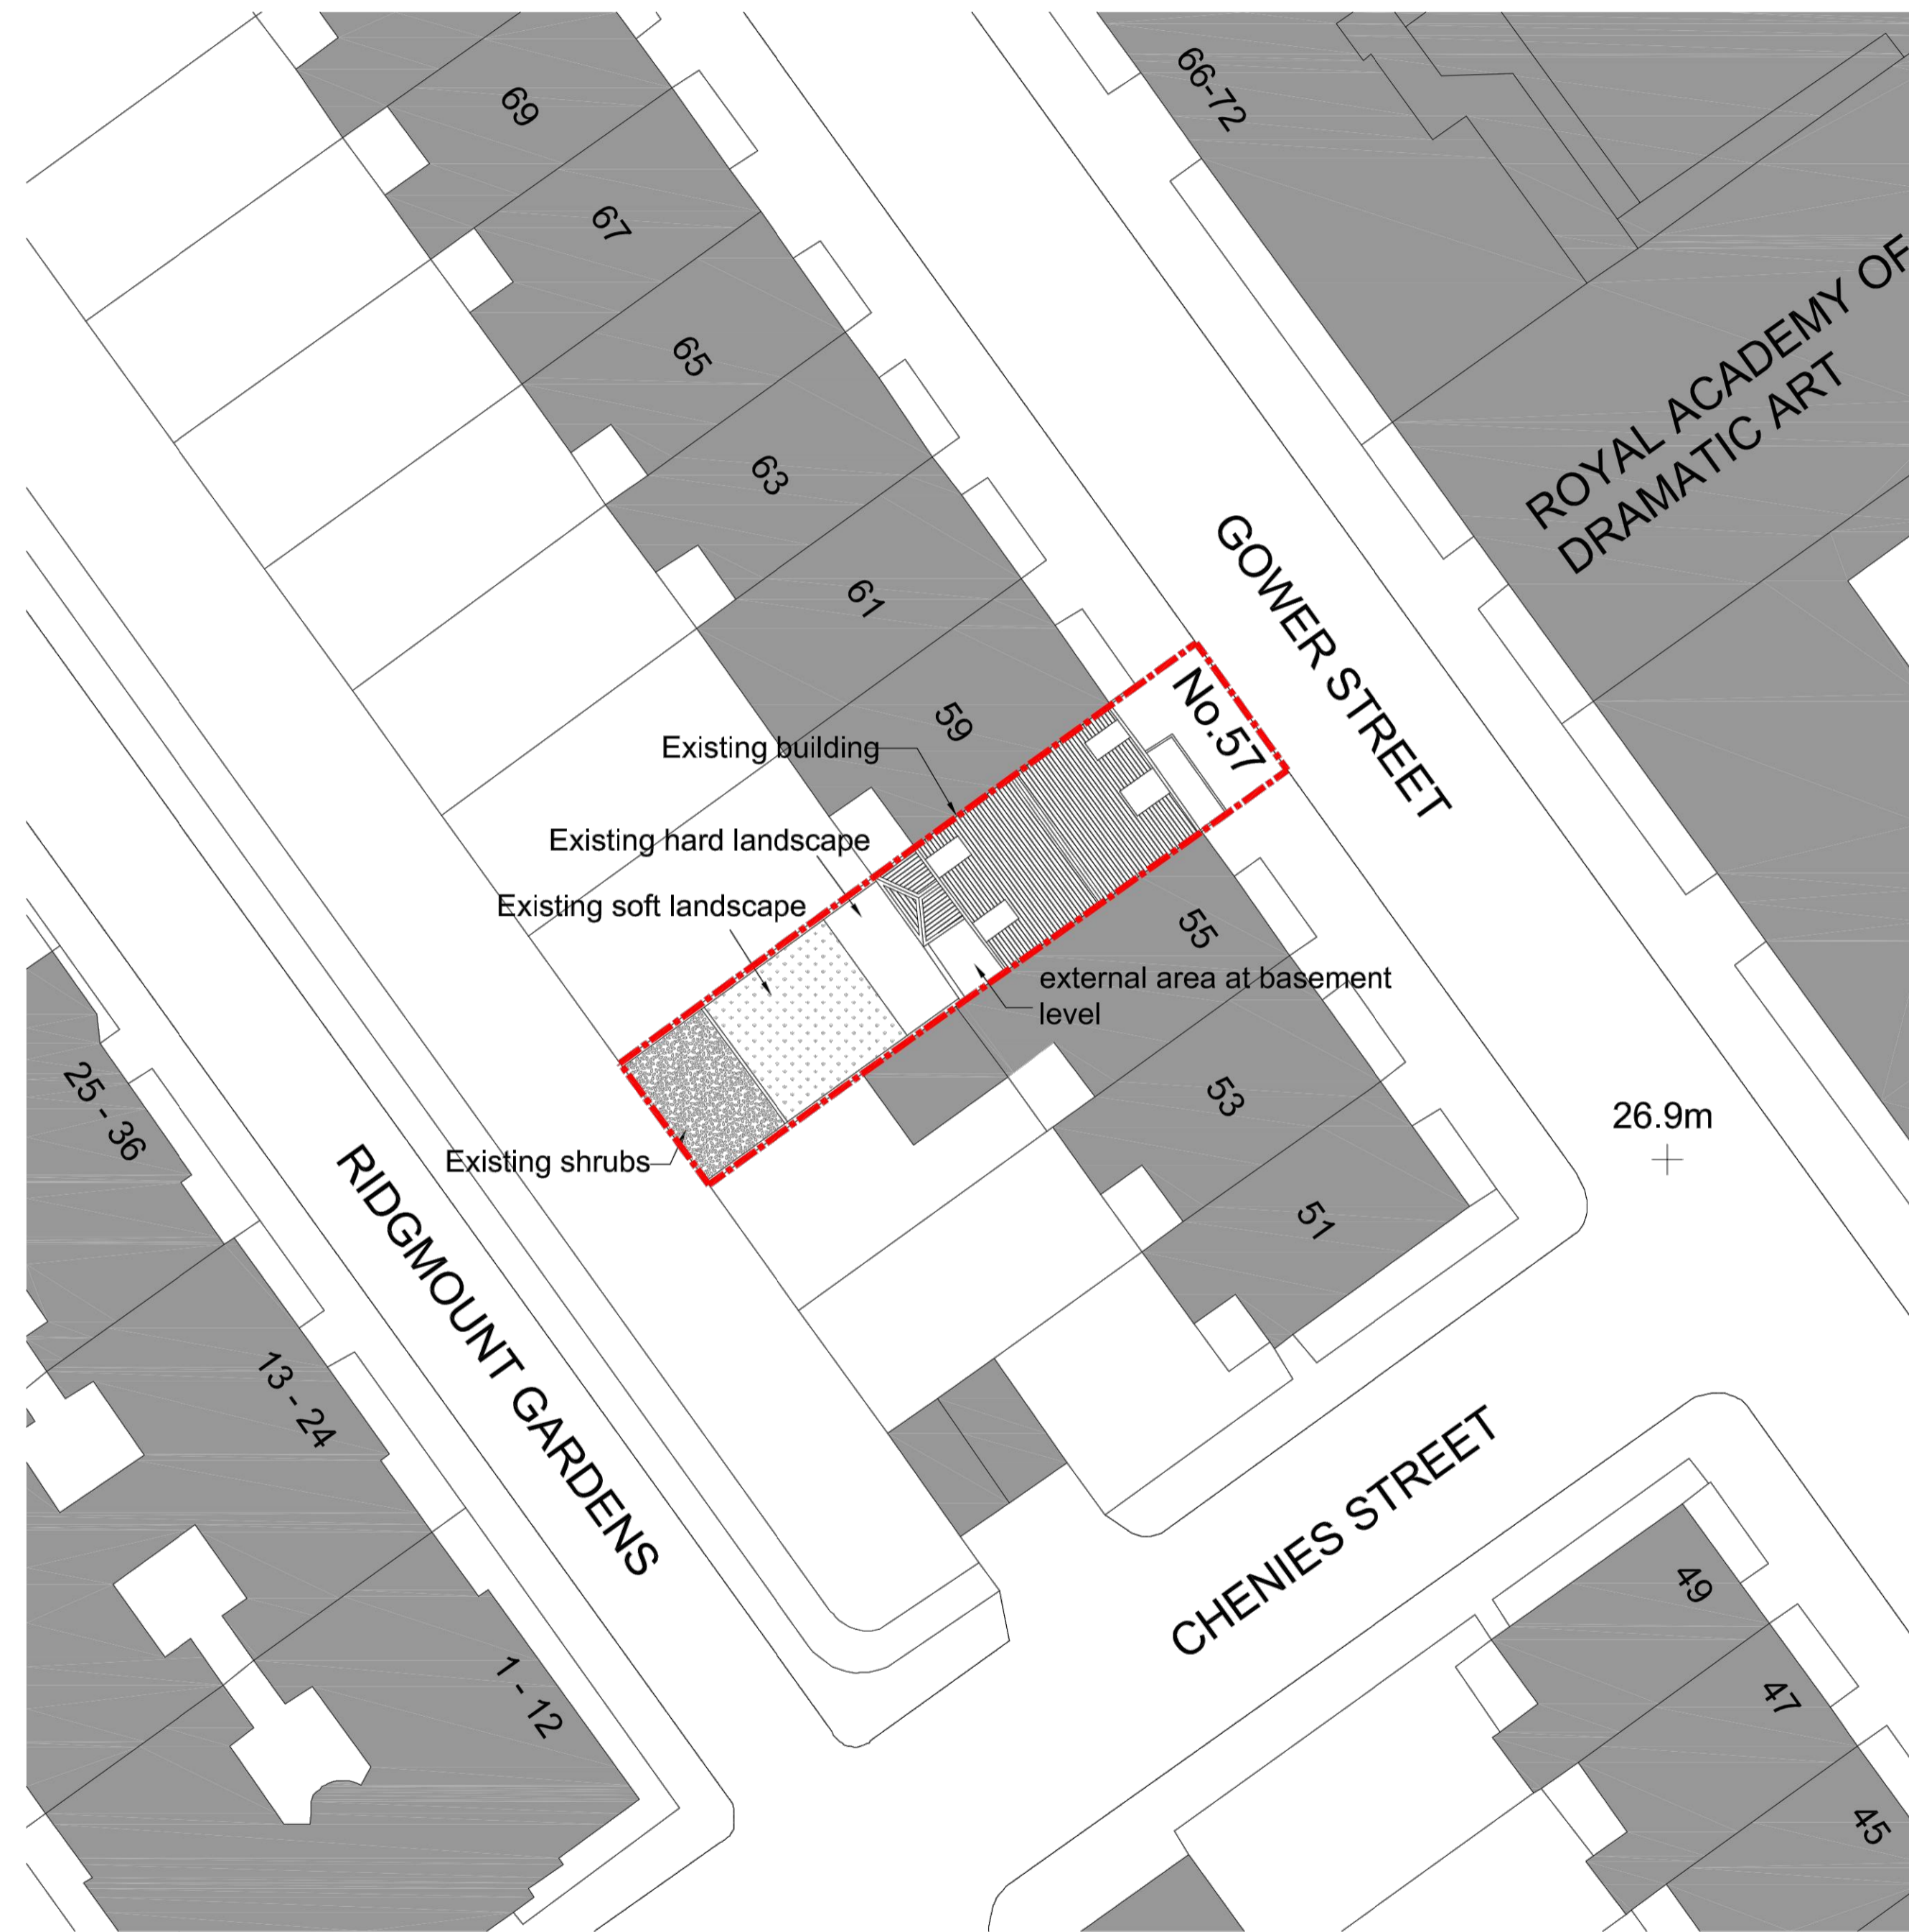 66-72
69
67
65
63
61
59
ROYAL ACADEMY OF
DRAMATIC ART
GOWER STREET
No.57
Existing building
Existing hard landscape
Existing soft landscape
55
external area at basement
level
53
26.9m
25 - 36
Existing shrubs
51
RIDGMOUNT GARDENS
13 - 24
CHENIES STREET
49
1 - 12
47
45